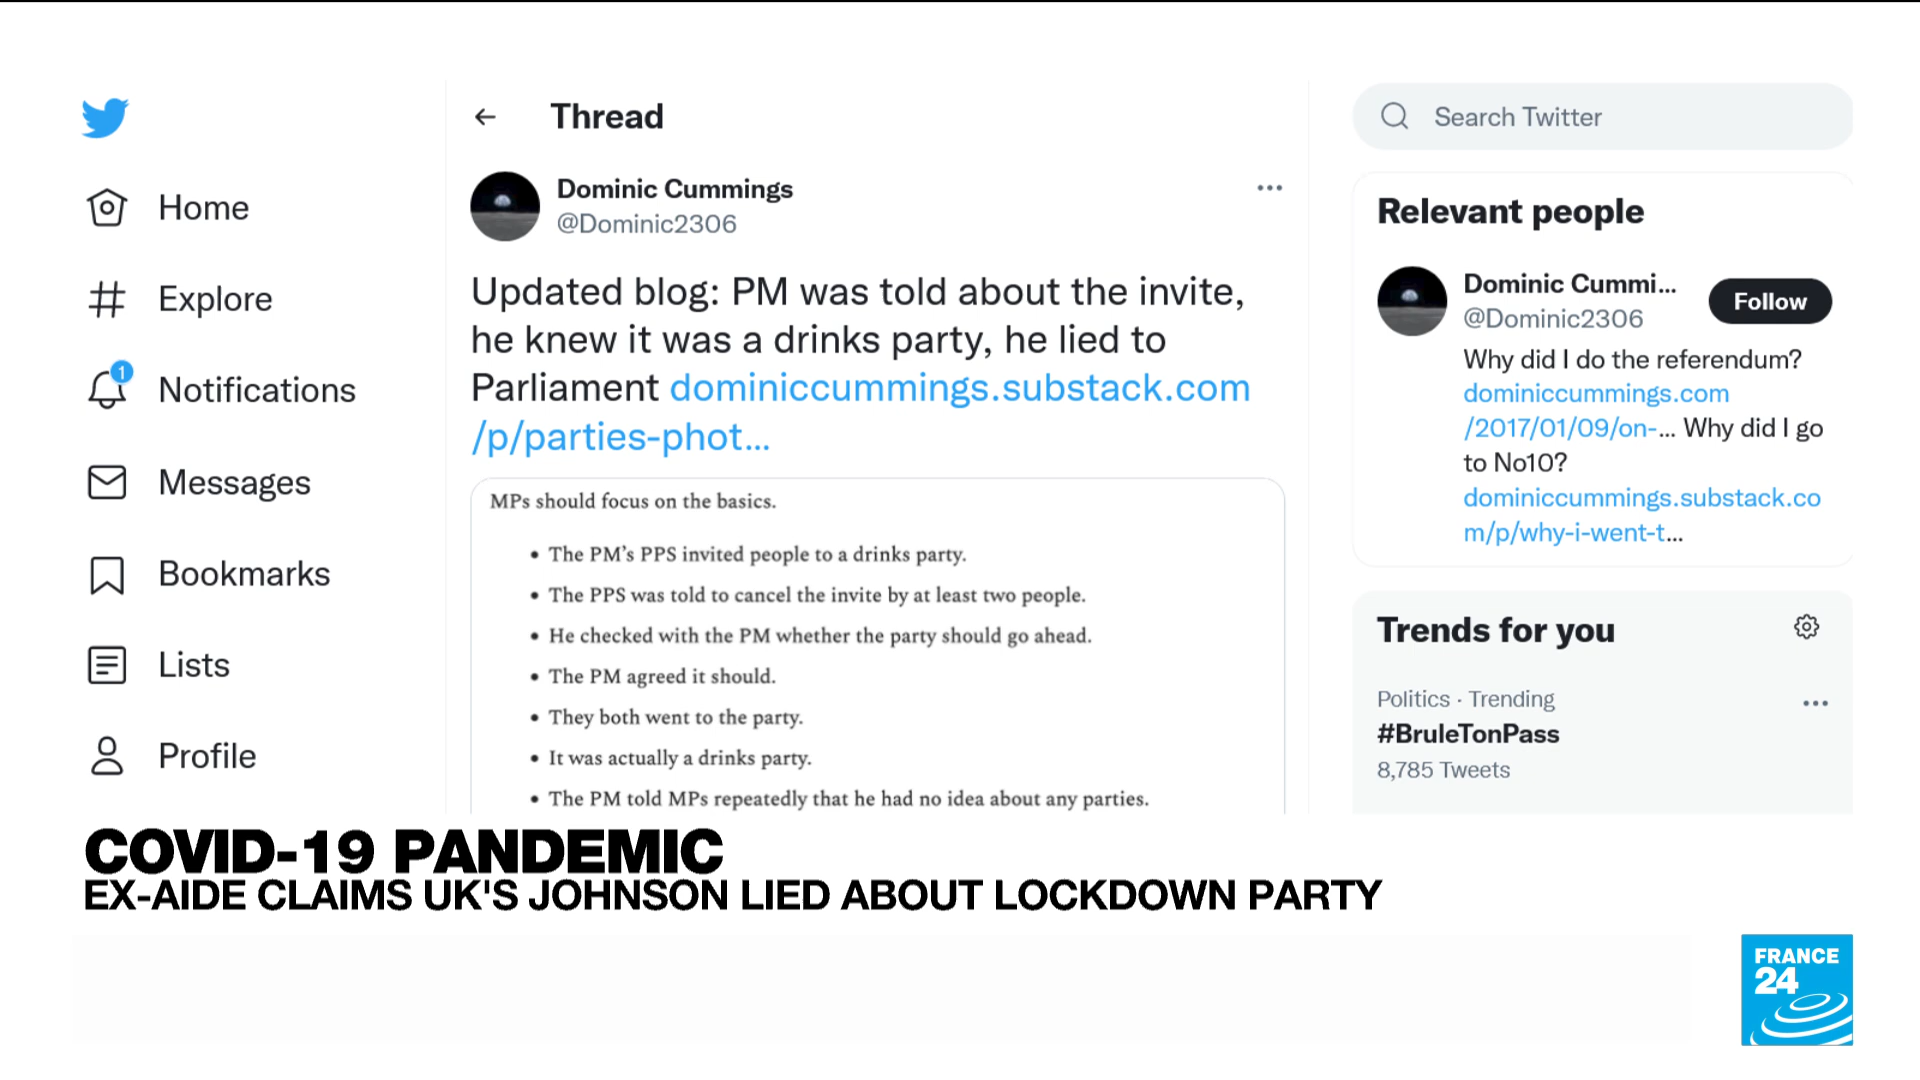 Home
Explore
1
Notifications
Messages
Bookmarks
Lists
Profile
Thread
Dominic Cummings
@Dominic2306
Updated blog: PM was told about the invite,
he knew it was a drinks party, he lied to
Parliament dominiccummings.substack.com
/p/parties-phot...
MPs should focus on the basics.
• The PM's PPS invited people to a drinks party.
• The PPS was told to cancel the invite by at least two people.
• He checked with the PM whether the party should go ahead.
• The PM agreed it should.
• They both went to the party.
• It was actually a drinks party.
• The PM told MPs repeatedly that he had no idea about any parties.
Search Twitter
Relevant people
Dominic Cummi...
@Dominic2306
Follow
Why did I do the referendum?
dominiccummings.com
/2017/01/09/on-... Why did I go
to No10?
dominiccummings.substack.co
m/p/why-i-went-t...
Trends for you
Politics · Trending
#BruleTonPass
8,785 Tweets
COVID-19 PANDEMIC
EX-AIDE CLAIMS UK'S JOHNSON LIED ABOUT LOCKDOWN PARTY
FRANCE
24